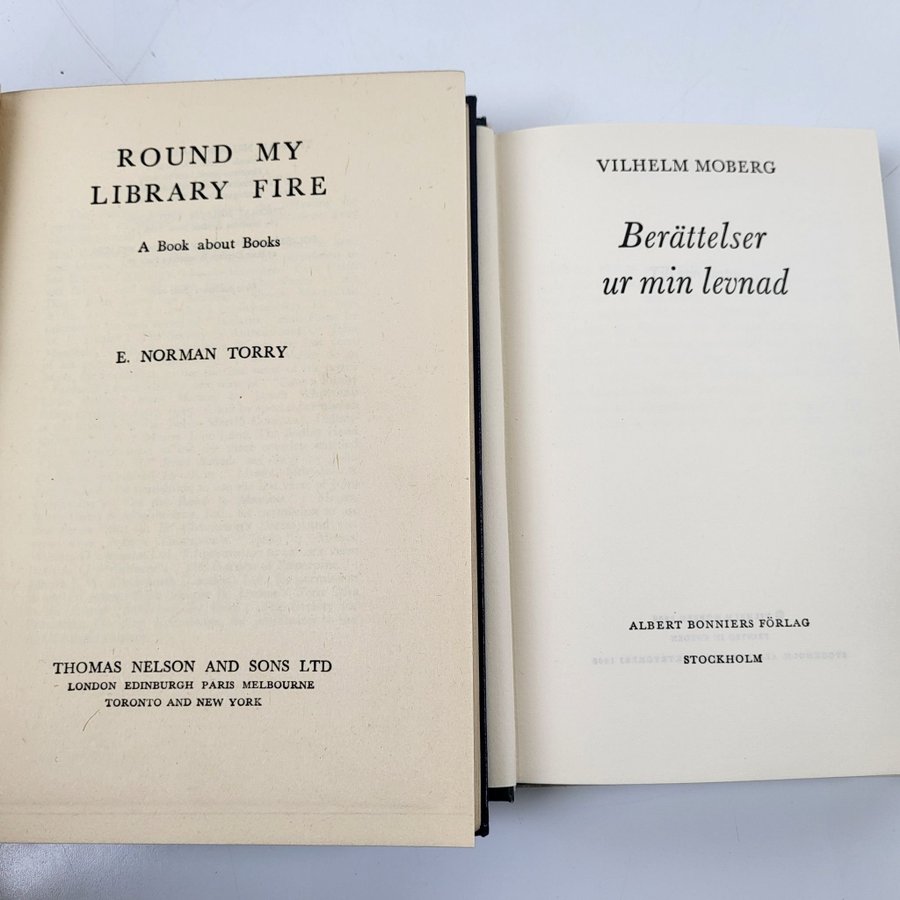 ROUND MY
LIBRARY FIRE
A Book about Books
E. NORMAN TORRY
THOMAS NELSON AND SONS LTD
LONDON EDINBURGH PARIS MELBOURNE
TORONTO AND NEW YORK
VILHELM MOBERG
Berättelser
ur min levnad
ALBERT BONNIERS FÖRLAG
STOCKHOLM